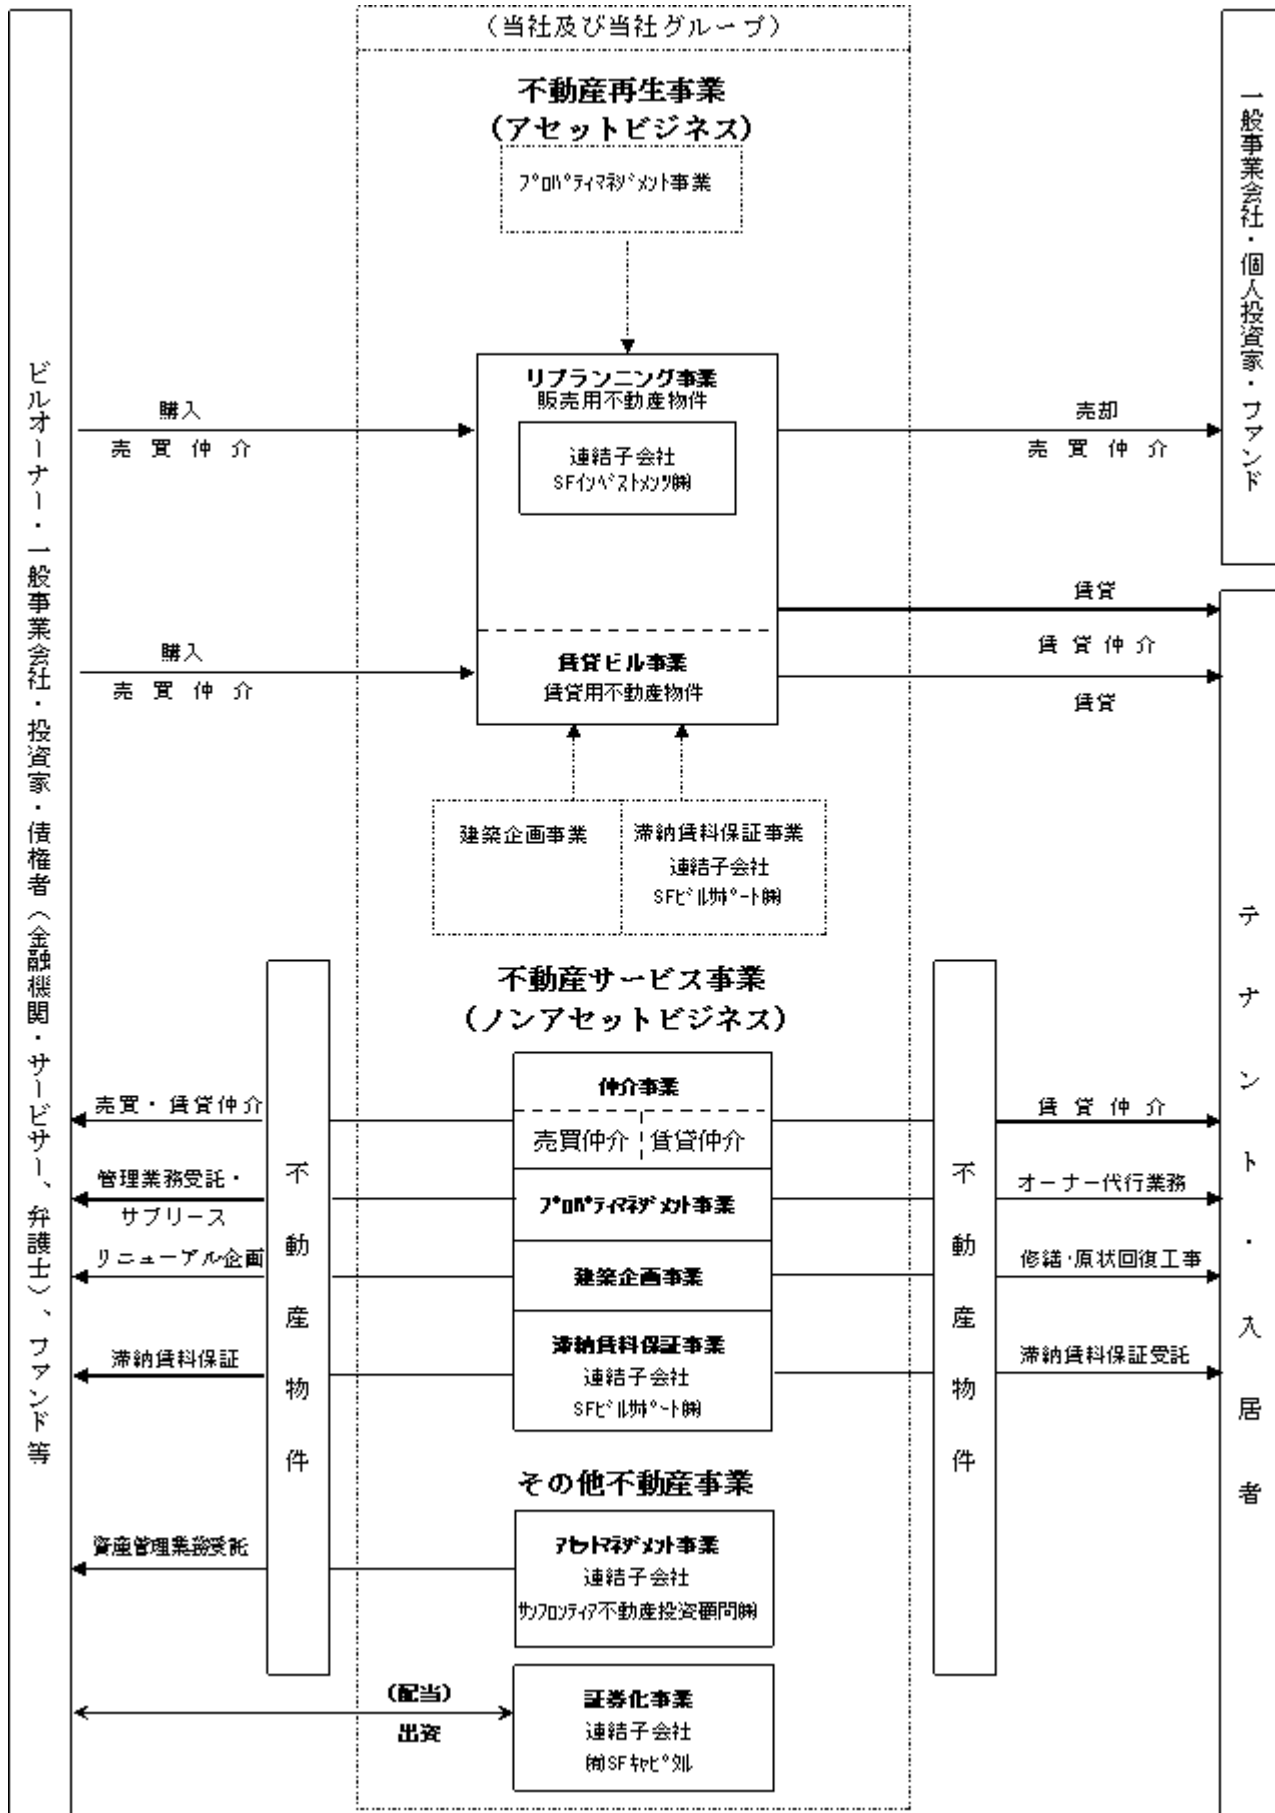 (当社及び当社グループ)
不動産再生事業
(アセットビジネス)
プロパティマネジメント事業
リプランニング事業
販売用不動産物件
連結子会社
SFインベストメンツ㈱
購入
売買仲介
売却
売買仲介
一般事業会社・個人投資家・ファンド
賃貸
賃貸仲介
賃貸
購入
売買仲介
賃貸ビル事業
賃貸用不動産物件
建築企画事業
滞納賃料保証事業
連結子会社
SFビルサポート㈱
ビルオーナー・一般事業会社・投資家・債権者(金融機関・サービサー、弁護士)、ファンド等
テナント・入居者
不動産サービス事業
(ノンアセットビジネス)
不動産物件
不動産物件
仲介事業
売買仲介
賃貸仲介
売買・賃貸仲介
賃貸仲介
管理業務受託・
サブリース
プロパティマネジメント事業
オーナー代行業務
リニューアル企画
建築企画事業
修繕・原状回復工事
滞納賃料保証
滞納賃料保証事業
連結子会社
SFビルサポート㈱
滞納賃料保証受託
その他不動産事業
資産管理業務受託
アセットマネジメント事業
連結子会社
サンフロンティア不動産投資顧問㈱
(配当)
出資
証券化事業
連結子会社
㈲SFキャピタル